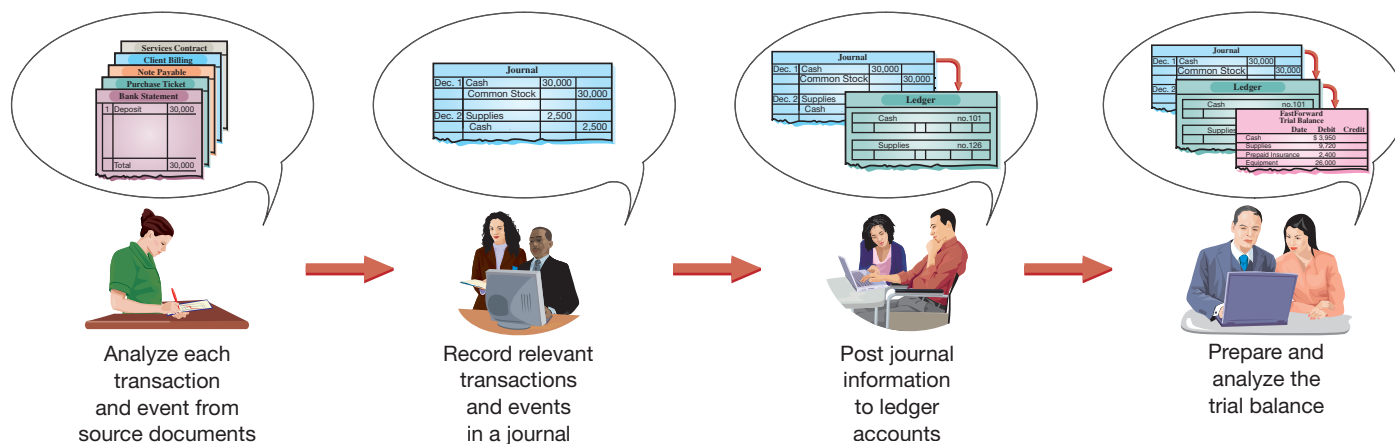 Services Contract
Client Billing
Note Payable
Purchase Ticket
Bank Statement
1 Deposit 30,000
Total 30,000
Analyze each
transaction
and event from
source documents
Journal
Dec. 1 Cash 30,000
Common Stock 30,000
Dec. 2 Supplies 2,500
Cash 2,500
Record relevant
transactions
and events
in a journal
Journal
Dec. 1 Cash 30,000
Common Stock 30,000
Dec. 2 Supplies
Cash
Ledger
Cash no.101
Supplies no.126
Post journal
information
to ledger
accounts
Journal
Dec. 1 Cash 30,000
Common Stock 30,000
Dec. 2
Ledger
Cash no.101
Supplies
FastForward
Trial Balance
Date Debit Credit
Cash $ 3,950
Supplies 9,720
Prepaid Insurance 2,400
Equipment 26,000
Prepare and
analyze the
trial balance